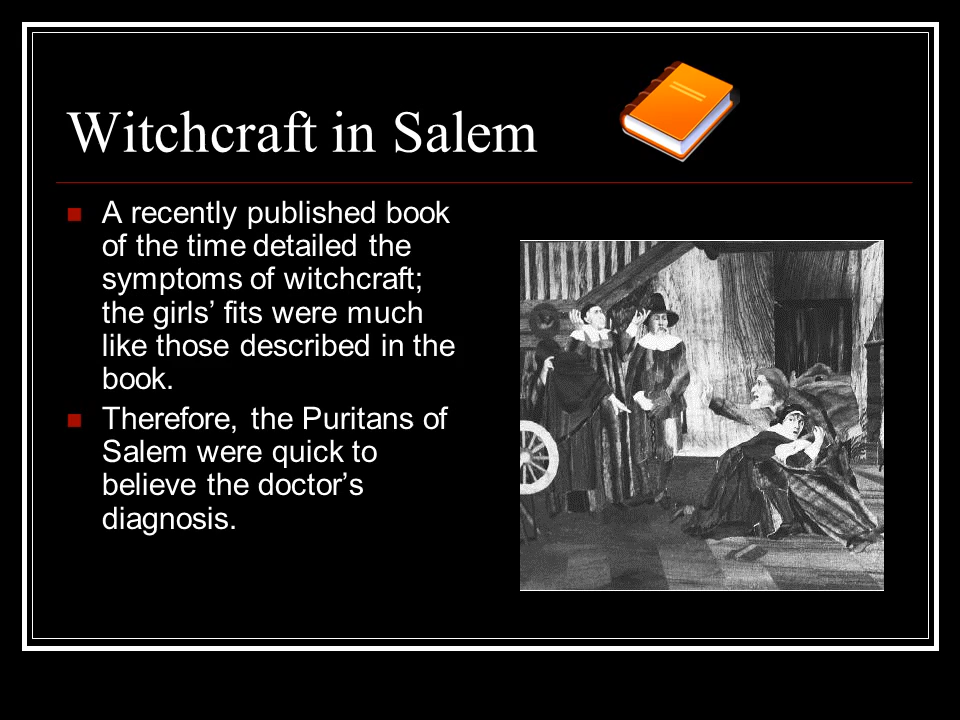 Witchcraft in Salem
A recently published book
of the time detailed the
symptoms of witchcraft;
the girls’ fits were much
like those described in the
book.
Therefore, the Puritans of
Salem were quick to
believe the doctor’s
diagnosis.